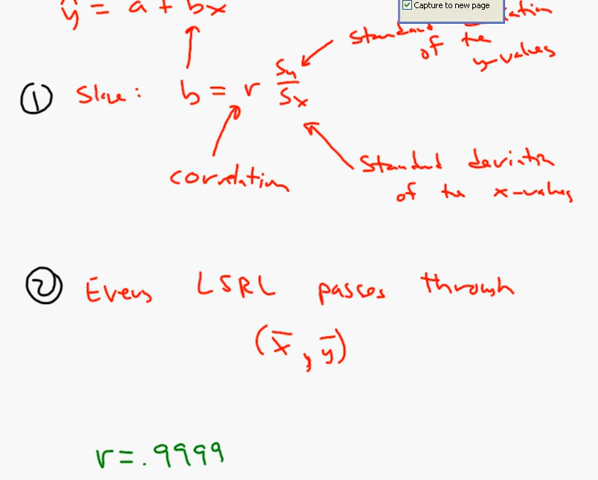 ŷ = a + bx
Capture to new page
Standard
of the
y-values
① Slope: b = r Sy/Sx
correlation
Standard deviation
of the x-values
② Every LSRL passes through
(x̄, ȳ)
r = .9999